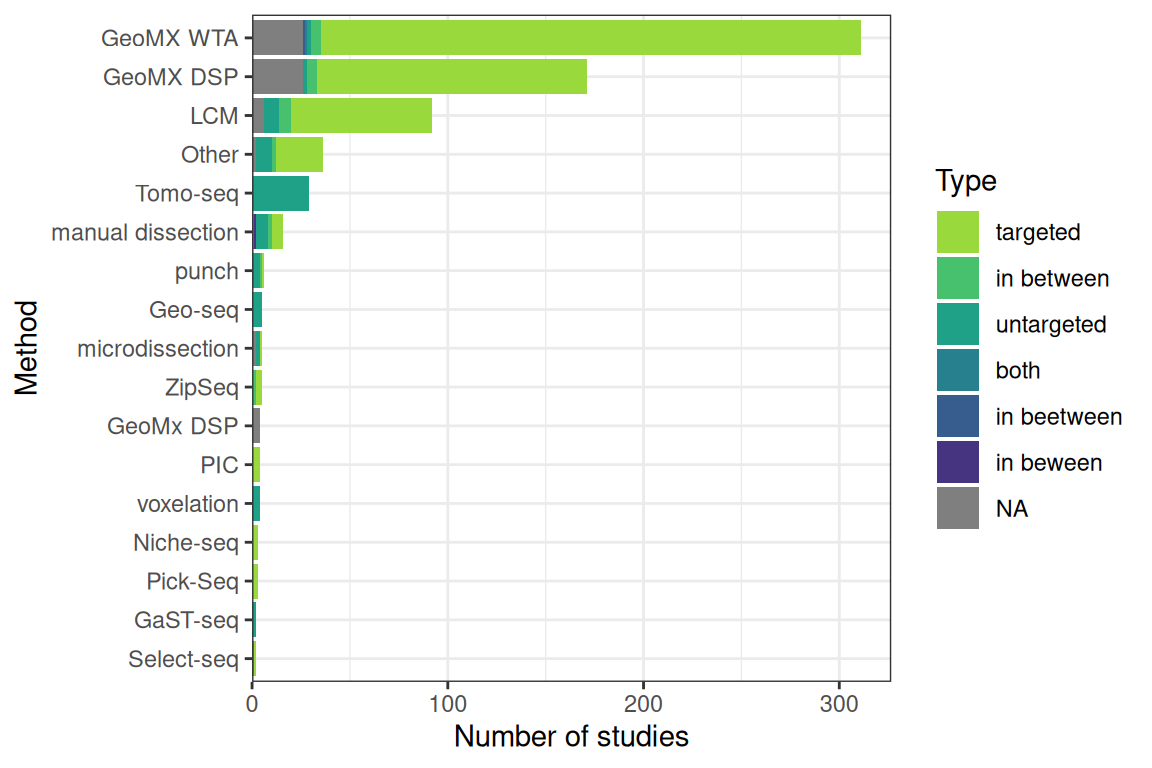 GeoMX WTA
GeoMX DSP
LCM
Other
Tomo-seq
manual dissection
punch
Geo-seq
microdissection
ZipSeq
GeoMx DSP
PIC
voxelation
Niche-seq
Pick-Seq
GaST-seq
Select-seq
Method
0 100 200 300
Number of studies
Type
targeted
in between
untargeted
both
in beetween
in beween
NA